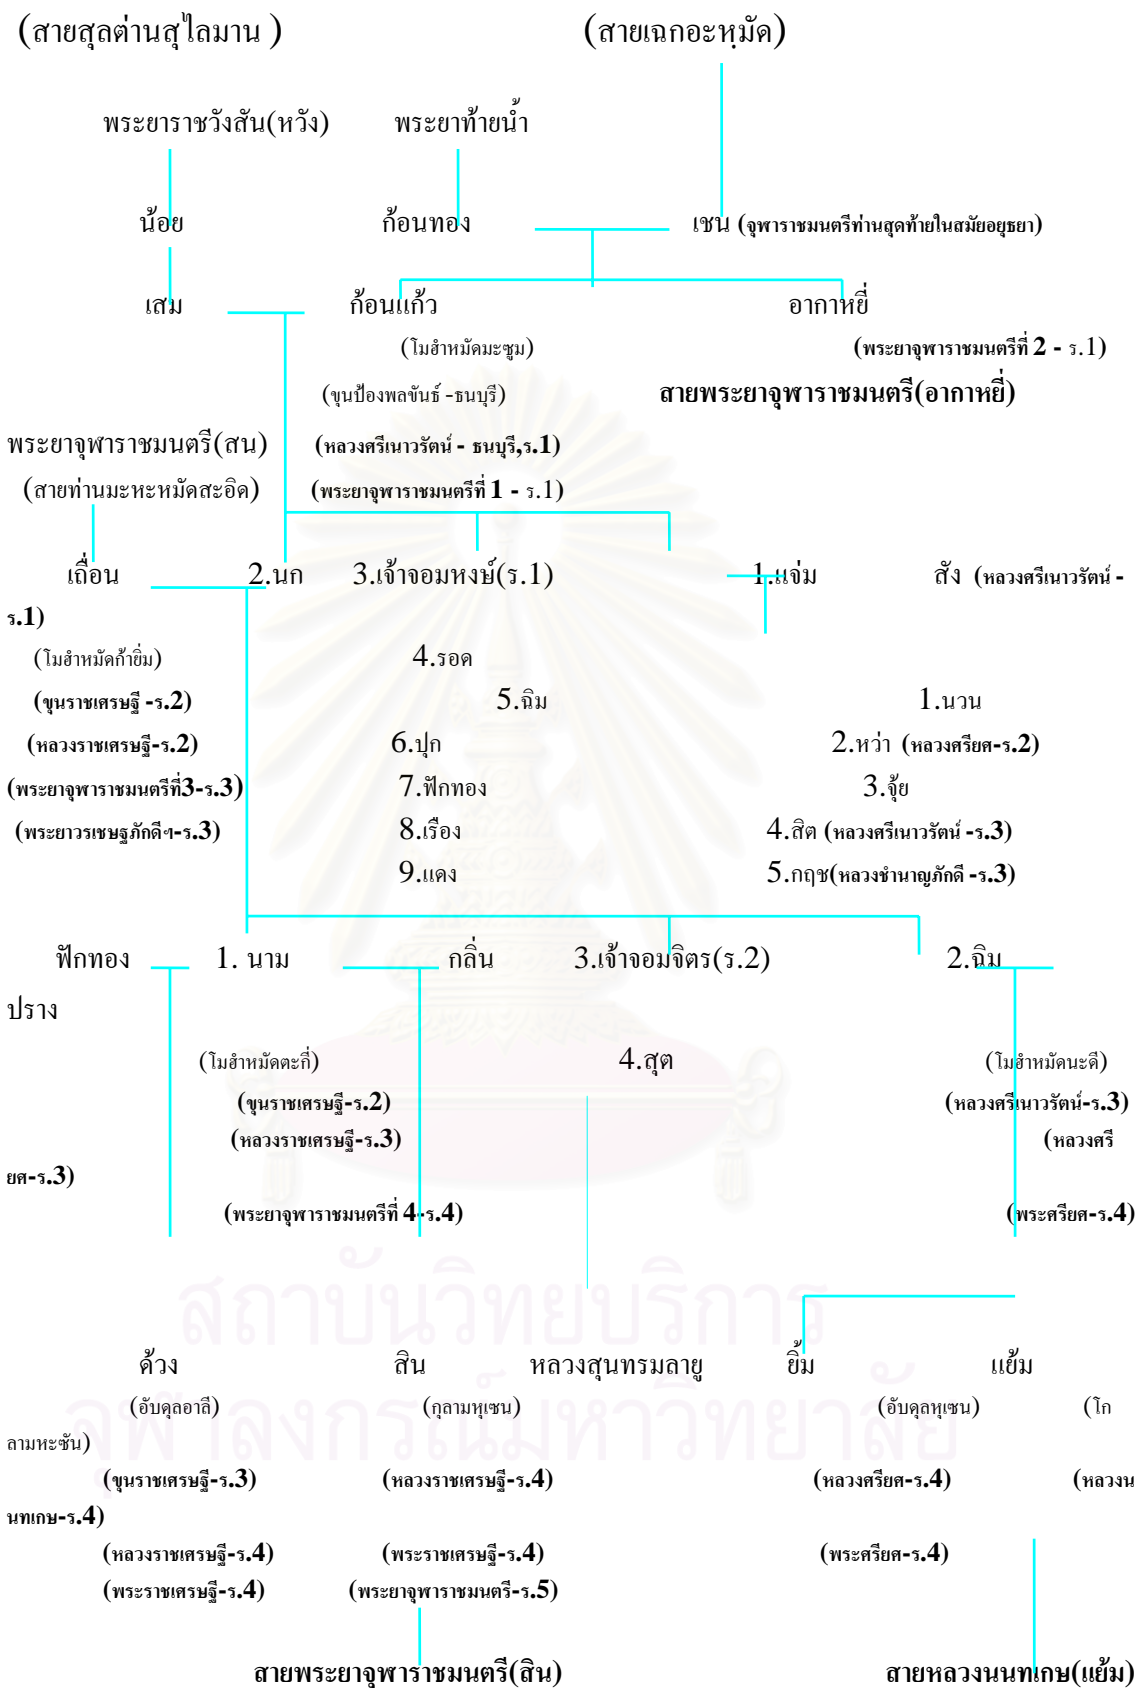 (สายสุลต่านสุไลมาน ) (สายเฉกอะหฺมัด)
พระยาราชวังสัน(หวัง) พระยาท้ายน้ำ
น้อย ก้อนทอง เชน (จุฬาราชมนตรีท่านสุดท้ายในสมัยอยุธยา)
เสม ก้อนแก้ว อากาหยี่
(โมฮำหมัดมะซูม) (พระยาจุฬาราชมนตรีที่ 2 - ร.1)
(ขุนป้องพลขันธ์ -ธนบุรี) สายพระยาจุฬาราชมนตรี(อากาหยี่)
พระยาจุฬาราชมนตรี(สน) (หลวงศรีเนาวรัตน์ - ธนบุรี,ร.1)
(สายท่านมะหะหมัดสะอิด) (พระยาจุฬาราชมนตรีที่ 1 - ร.1)
เถื่อน 2.นก 3.เจ้าจอมหงษ์(ร.1) 1.แจ่ม สัง (หลวงศรีเนาวรัตน์ -
ร.1)
(โมฮำหมัดก้ายิ่ม) 4.รอด
(ขุนราชเศรษฐี -ร.2) 5.ฉิม 1.นวน
(หลวงราชเศรษฐี-ร.2) 6.ปุก 2.หว่า (หลวงศรียศ-ร.2)
(พระยาจุฬาราชมนตรีที่3-ร.3) 7.ฟักทอง 3.จุ้ย
(พระยาวรเชษฐภักดีฯ-ร.3) 8.เรือง 4.สิต (หลวงศรีเนาวรัตน์ -ร.3)
9.แดง 5.กฤช(หลวงชำนาญภักดี -ร.3)
ฟักทอง 1. นาม กลิ่น 3.เจ้าจอมจิตร(ร.2) 2.ฉิม
ปราง
(โมฮำหมัดตะกี่) 4.สุต (โมฮำหมัดนะดี)
(ขุนราชเศรษฐี-ร.2) (หลวงศรีเนาวรัตน์-ร.3)
(หลวงราชเศรษฐี-ร.3) (หลวงศรี
ยศ-ร.3)
(พระยาจุฬาราชมนตรีที่ 4-ร.4) (พระศรียศ-ร.4)
สถาบันวิทยบริการ
ด้วง สิน หลวงสุนทรมลายู ยิ้ม แย้ม
จุฬาลงกรณ์มหาวิทยาลัย
(อับดุลอาลี) (กุลามหุเซน) (อับดุลหุเซน) (โก
ลามหะซัน)
(ขุนราชเศรษฐี-ร.3) (หลวงราชเศรษฐี-ร.4) (หลวงศรียศ-ร.4) (หลวงน
นทเกษ-ร.4)
(หลวงราชเศรษฐี-ร.4) (พระราชเศรษฐี-ร.4) (พระศรียศ-ร.4)
(พระราชเศรษฐี-ร.4) (พระยาจุฬาราชมนตรี-ร.5)
สายพระยาจุฬาราชมนตรี(สิน) สายหลวงนนทเกษ(แย้ม)